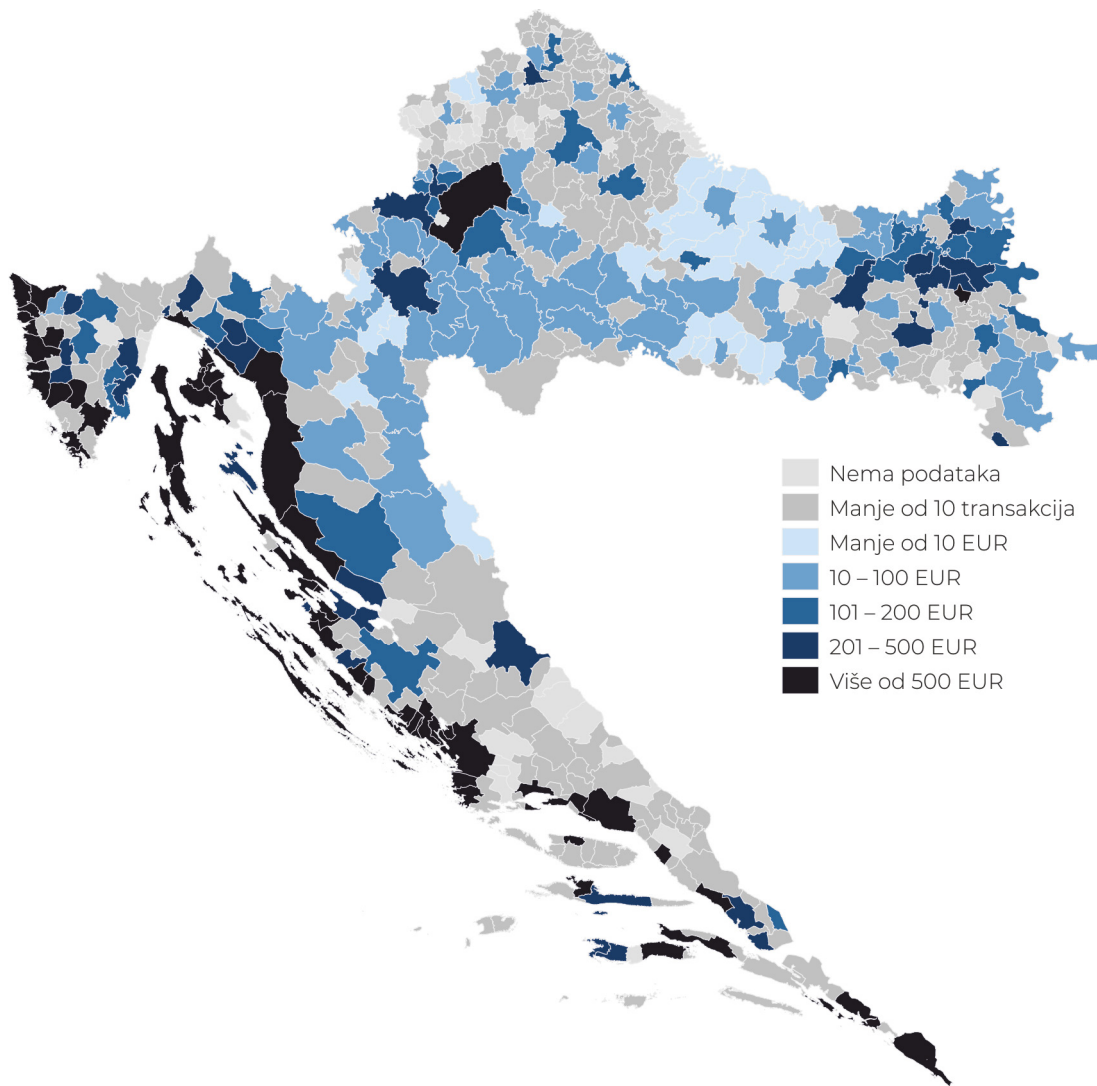 Nema podataka
Manje od 10 transakcija
Manje od 10 EUR
10 – 100 EUR
101 – 200 EUR
201 – 500 EUR
Više od 500 EUR